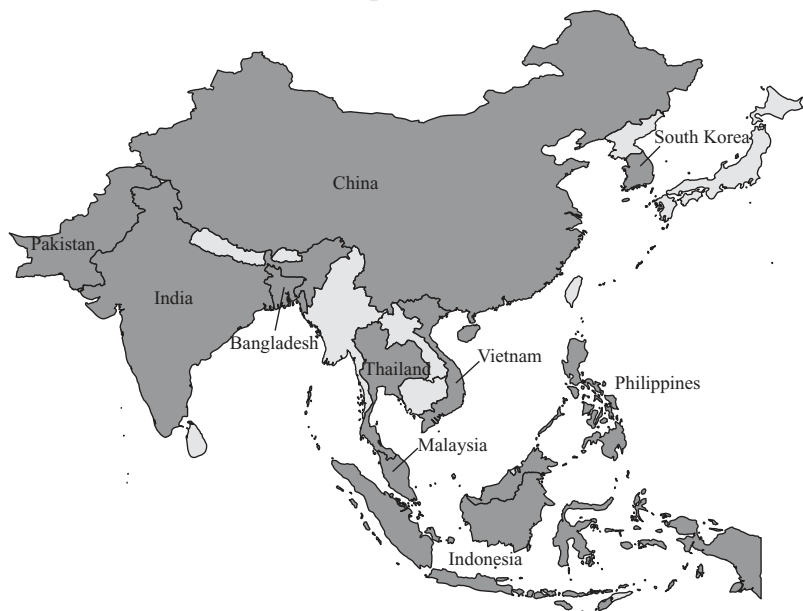 South Korea
China
Pakistan
India
Bangladesh
Thailand
Vietnam
Philippines
Malaysia
Indonesia